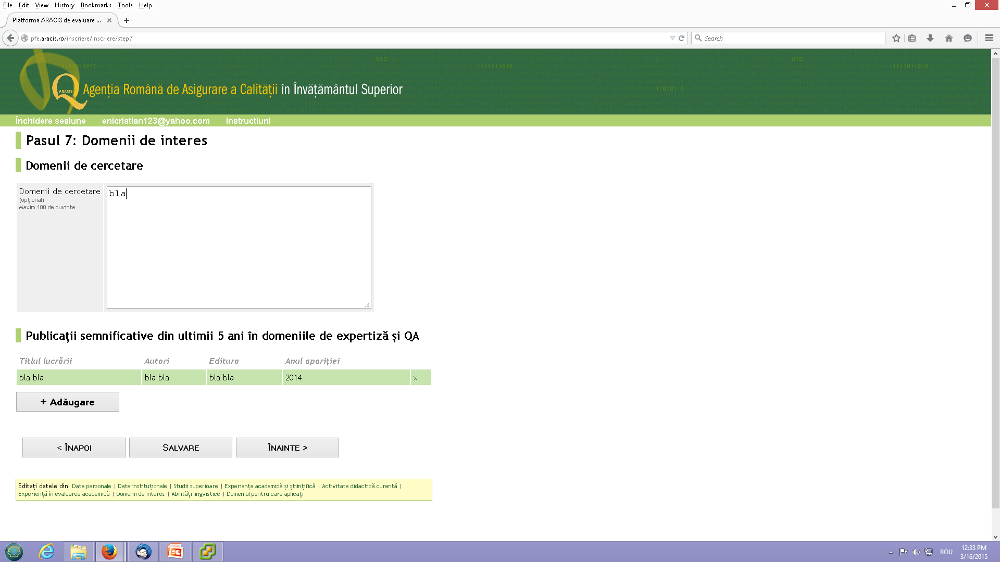 File Edit View History Bookmarks Tools Help
Platforma ARACIS de evaluare ... × +
pfe.aracis.ro/inscriere/inscriere/step7 Search
010 010
1111011010 1111011010 1111011010
11010110
ARACIS Agenția Română de Asigurare a Calității în Învățământul Superior
Închidere sesiune enicristian123@yahoo.com Instructiuni
Pasul 7: Domenii de interes
Domenii de cercetare
Domenii de cercetare bla
(opțional)
Maxim 100 de cuvinte
Publicații semnificative din ultimii 5 ani în domeniile de expertiză și QA
Titlul lucrării Autori Editura Anul apariției
bla bla bla bla bla bla 2014 x
+ Adăugare
< ÎNAPOI SALVARE ÎNAINTE >
Editați datele din: Date personale | Date instituționale | Studii superioare | Experiența academică și științifică | Activitate didactică curentă |
Experiență în evaluarea academică | Domenii de interes | Abilități lingvistice | Domeniul pentru care aplicați
ROU 12:33 PM
3/16/2015